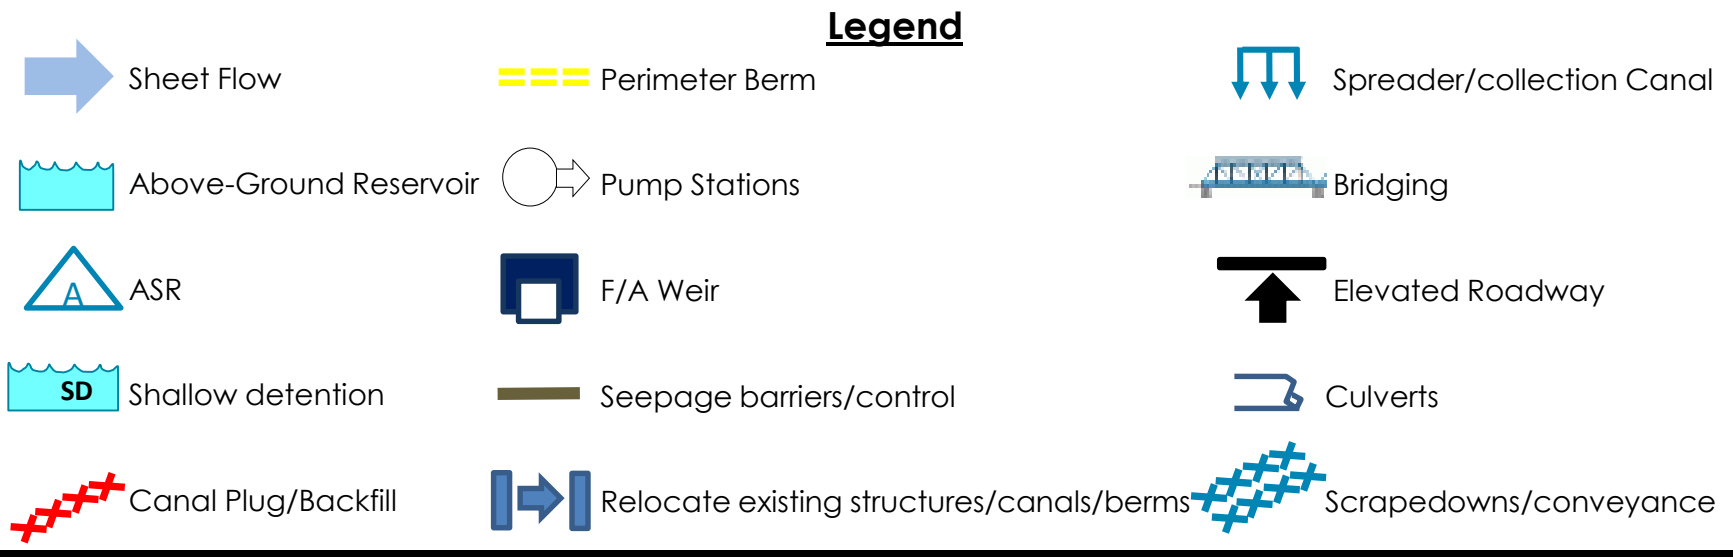 Legend
Sheet Flow
Perimeter Berm
Spreader/collection Canal
Above-Ground Reservoir
Pump Stations
Bridging
A
ASR
F/A Weir
Elevated Roadway
SD
Shallow detention
Seepage barriers/control
Culverts
Canal Plug/Backfill
Relocate existing structures/canals/berms
Scrapedowns/conveyance